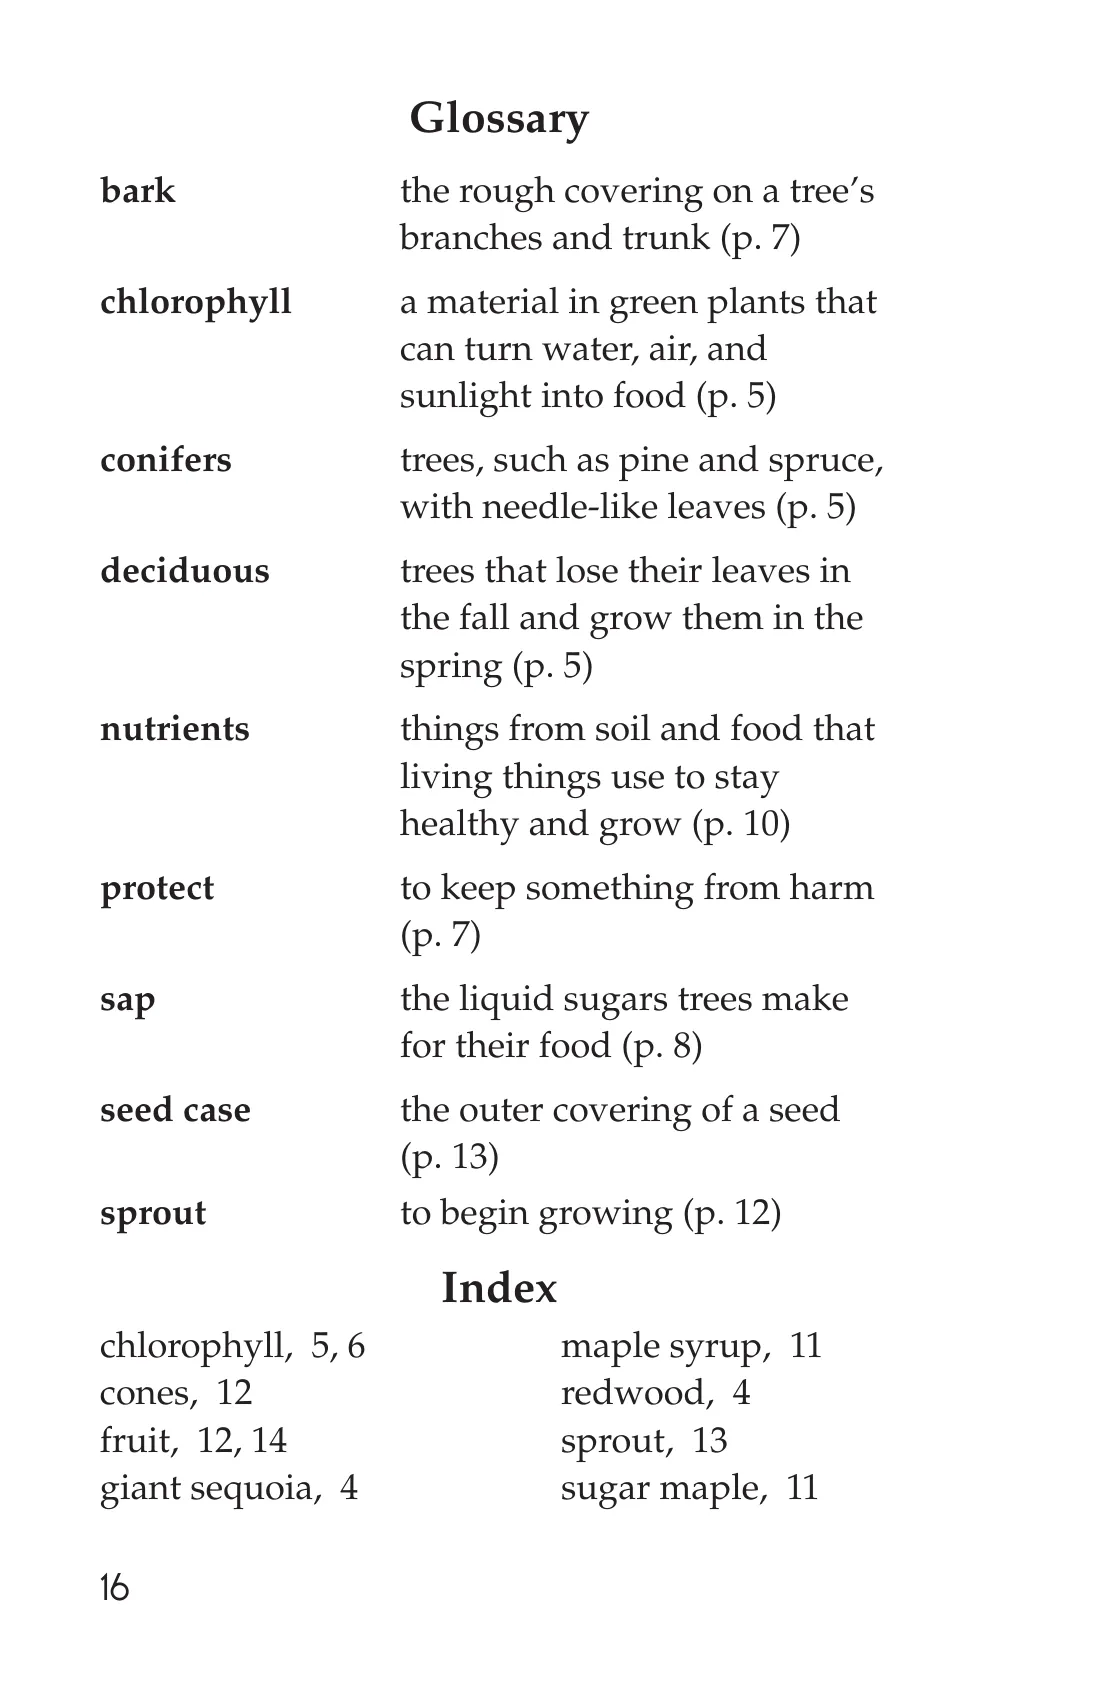 Glossary
bark the rough covering on a tree’s
branches and trunk (p. 7)
chlorophyll a material in green plants that
can turn water, air, and
sunlight into food (p. 5)
conifers trees, such as pine and spruce,
with needle-like leaves (p. 5)
deciduous trees that lose their leaves in
the fall and grow them in the
spring (p. 5)
nutrients things from soil and food that
living things use to stay
healthy and grow (p. 10)
protect to keep something from harm
(p. 7)
sap the liquid sugars trees make
for their food (p. 8)
seed case the outer covering of a seed
(p. 13)
sprout to begin growing (p. 12)
Index
chlorophyll, 5, 6
cones, 12
fruit, 12, 14
giant sequoia, 4
maple syrup, 11
redwood, 4
sprout, 13
sugar maple, 11
16